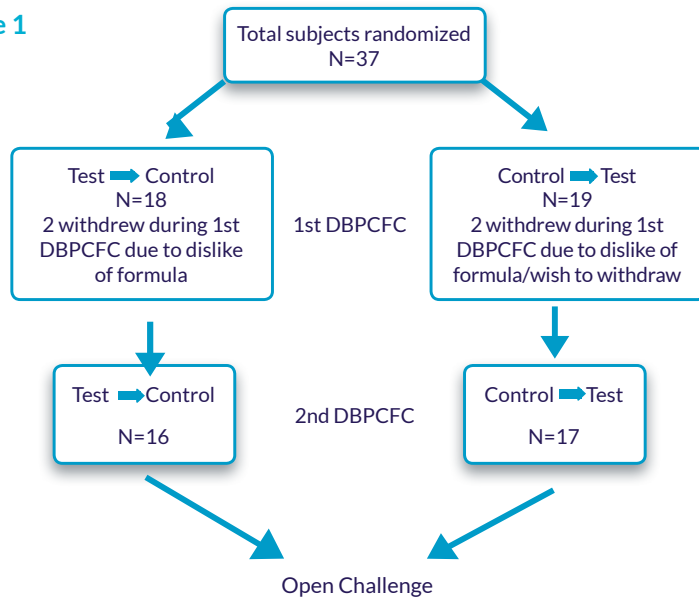 e 1
Total subjects randomized
N=37
Test Control
N=18
2 withdrew during 1st
DBPCFC due to dislike
of formula
1st DBPCFC
Control Test
N=19
2 withdrew during 1st
DBPCFC due to dislike of
formula/wish to withdraw
Test Control
N=16
2nd DBPCFC
Control Test
N=17
Open Challenge